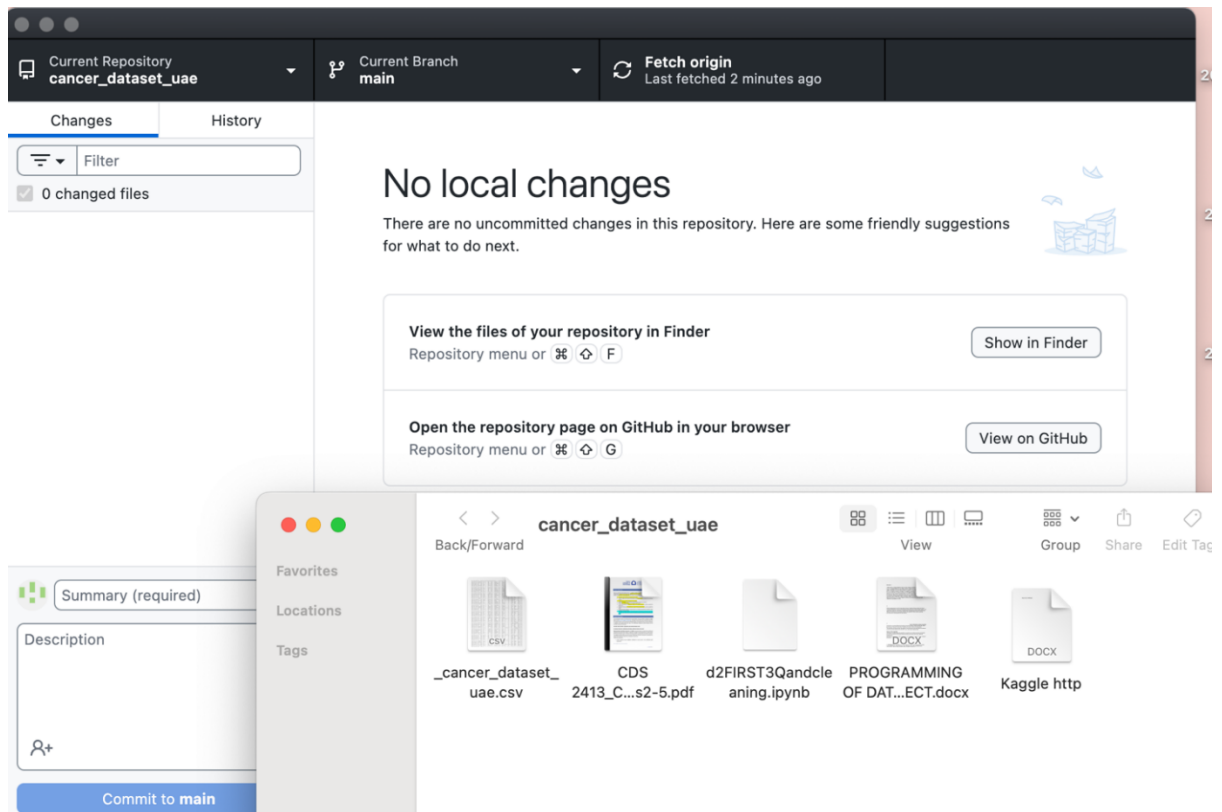 Current Repository
cancer_dataset_uae
Current Branch
main
Fetch origin
Last fetched 2 minutes ago
Changes
History
Filter
0 changed files
No local changes
There are no uncommitted changes in this repository. Here are some friendly suggestions
for what to do next.
View the files of your repository in Finder
Repository menu or ⌘ ⇧ F
Show in Finder
Open the repository page on GitHub in your browser
Repository menu or ⌘ ⇧ G
View on GitHub
Summary (required)
Description
Commit to main
cancer_dataset_uae
Back/Forward
View
Group
Share
Edit Tag
Favorites
Locations
Tags
CSV
_cancer_dataset_
uae.csv
CDS
2413_C...s2-5.pdf
d2FIRST3Qandcle
aning.ipynb
DOCX
PROGRAMMING
OF DAT...ECT.docx
DOCX
Kaggle http